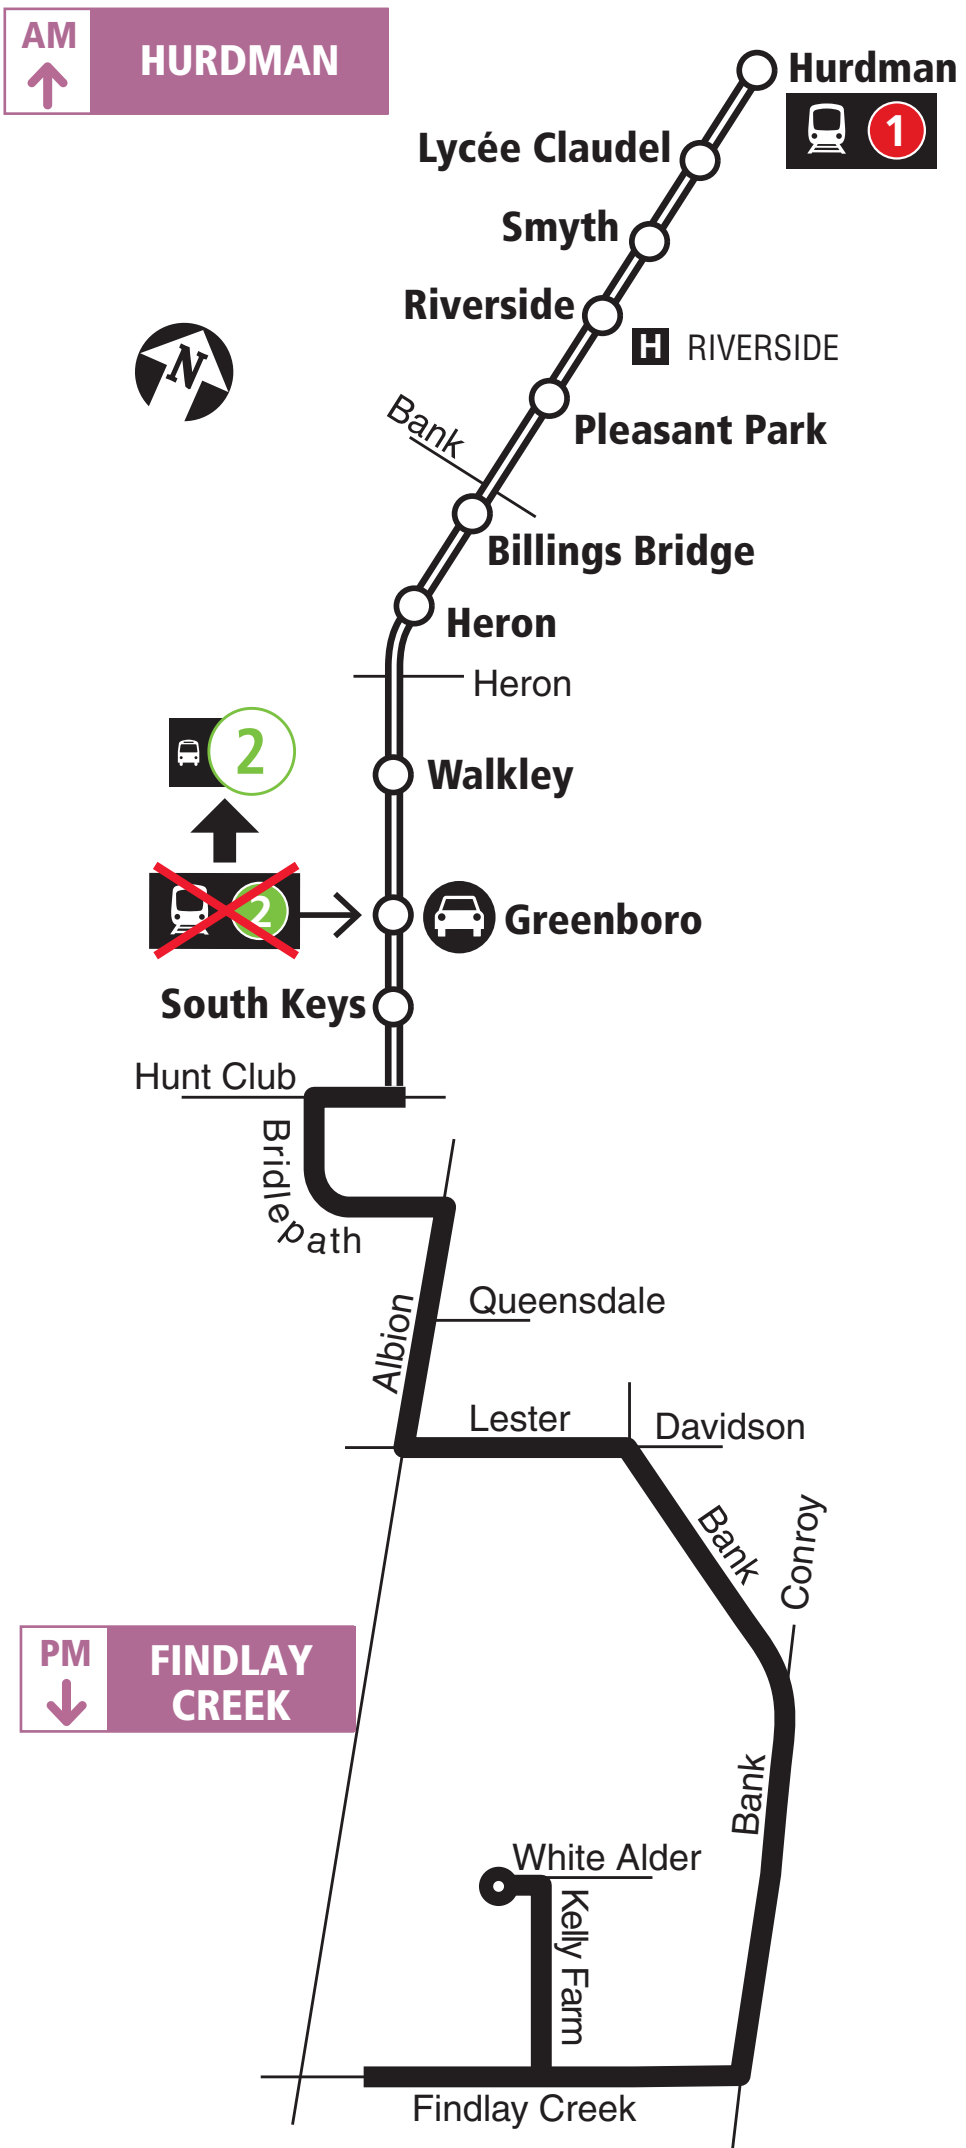 AM
HURDMAN
Hurdman
1
Lycée Claudel
Smyth
Riverside
H RIVERSIDE
N
Pleasant Park
Bank
Billings Bridge
Heron
Heron
2
Walkley
2
Greenboro
South Keys
Hunt Club
Bridlepath
Queensdale
Albion
Lester
Davidson
Bank
Conroy
PM
FINDLAY
CREEK
Bank
White Alder
Kelly Farm
Findlay Creek